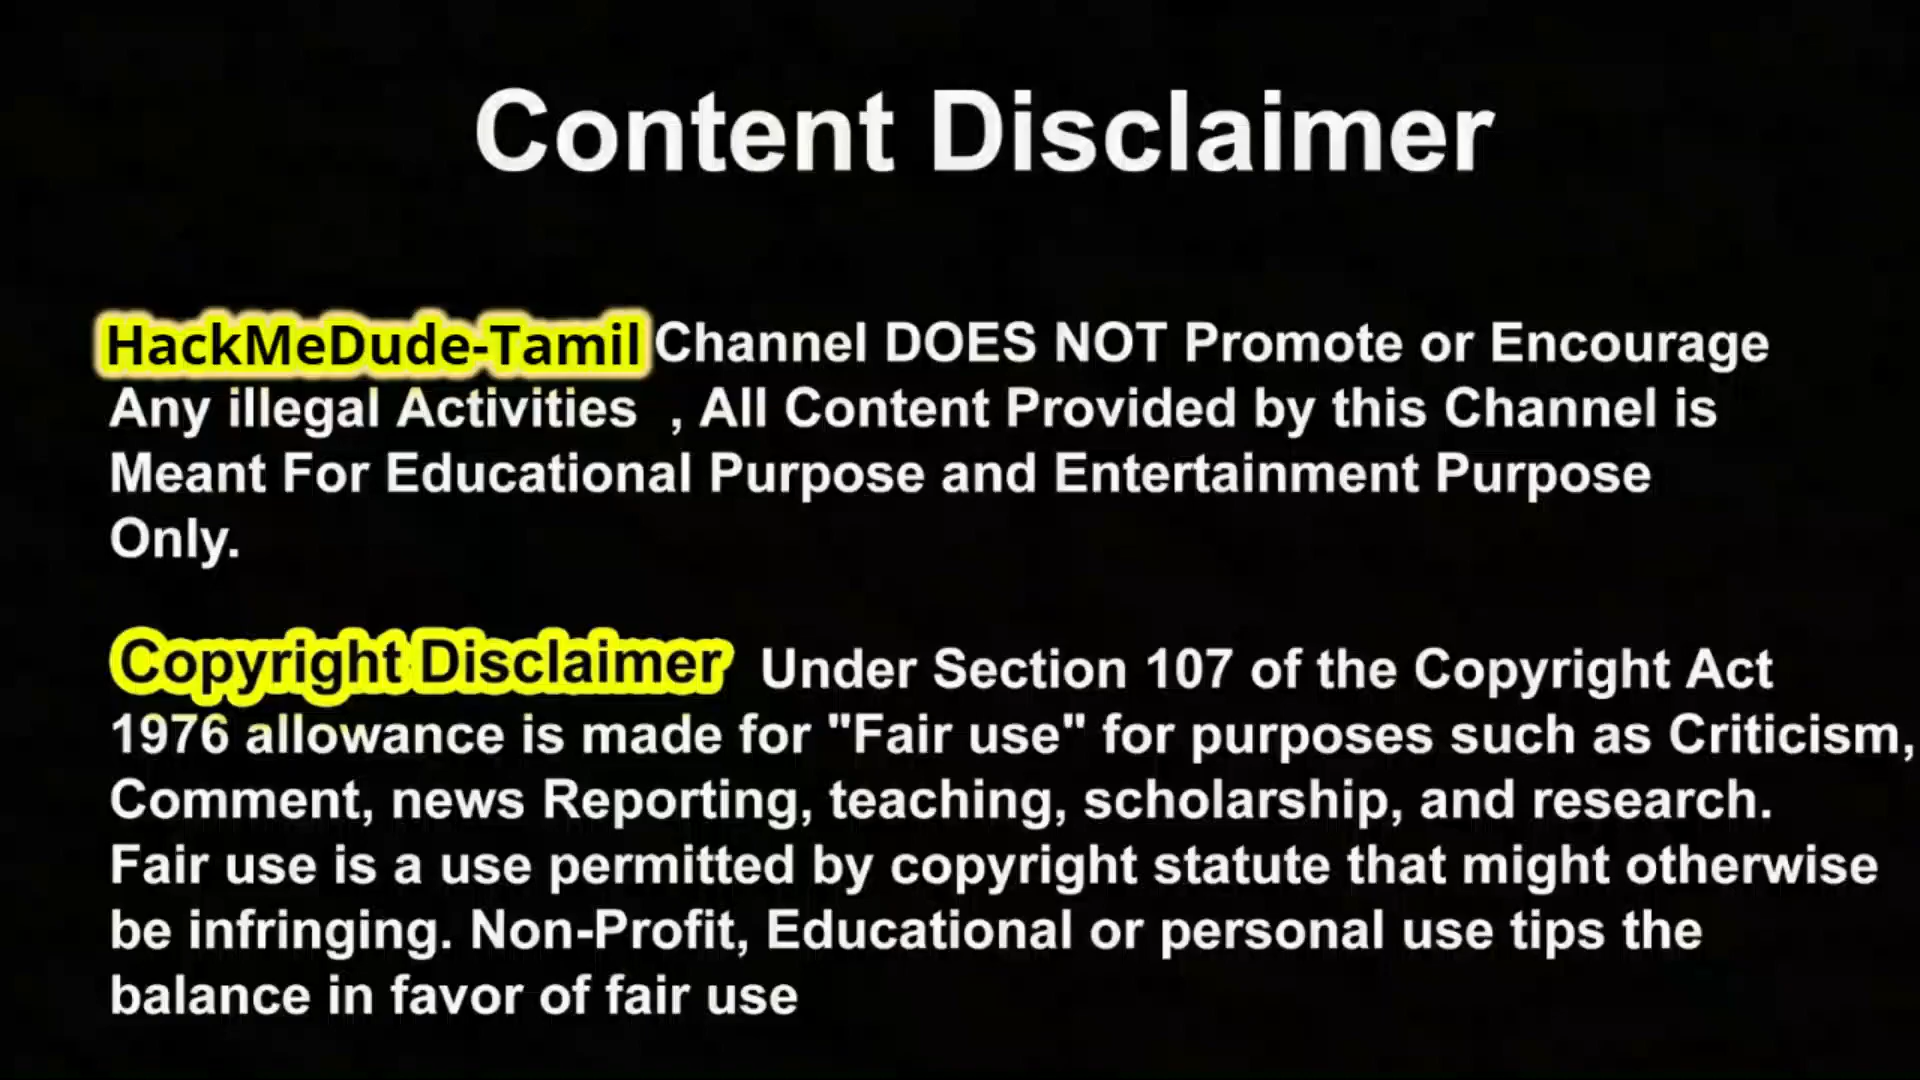 Content Disclaimer
HackMeDude-Tamil Channel DOES NOT Promote or Encourage
Any illegal Activities , All Content Provided by this Channel is
Meant For Educational Purpose and Entertainment Purpose
Only.
Copyright Disclaimer Under Section 107 of the Copyright Act
1976 allowance is made for "Fair use" for purposes such as Criticism,
Comment, news Reporting, teaching, scholarship, and research.
Fair use is a use permitted by copyright statute that might otherwise
be infringing. Non-Profit, Educational or personal use tips the
balance in favor of fair use